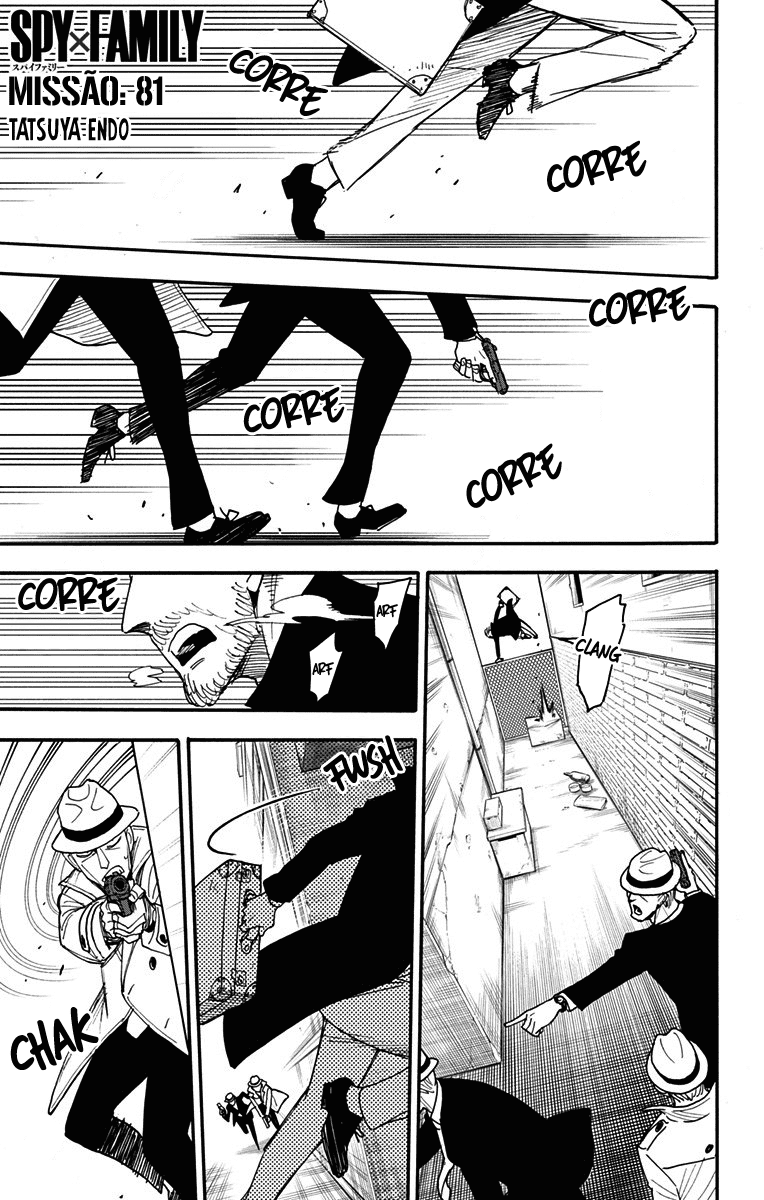 SPY×FAMILY
スパイファミリー
MISSÃO: 81
TATSUYA ENDO
CORRE
CORRE
CORRE
CORRE
CORRE
CLANG
ARF
ARF
CORRE
FWSH
CHAK